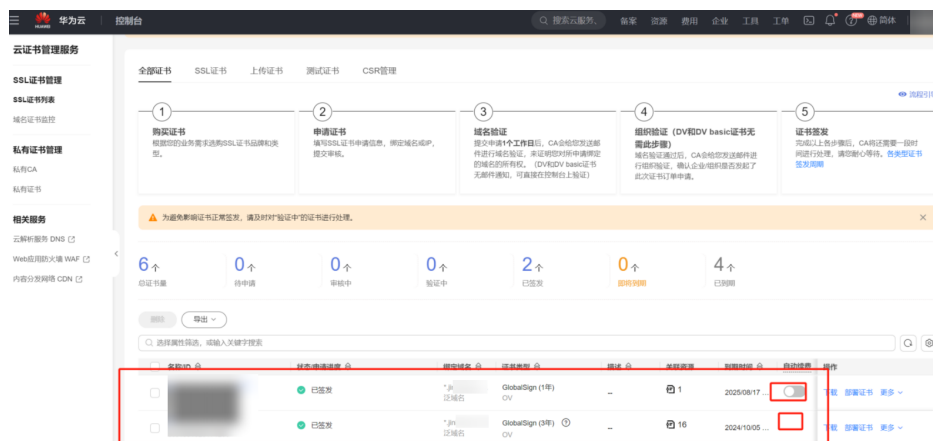 HUAWEI 华为云 控制台 搜索云服务、 备案 资源 费用 企业 工具 工单 简体
云证书管理服务
SSL证书管理
SSL证书列表
域名证书监控
私有证书管理
私有CA
私有证书
相关服务
云解析服务 DNS
Web应用防火墙 WAF
内容分发网络 CDN
全部证书 SSL证书 上传证书 测试证书 CSR管理
流程引
1
购买证书
根据您的业务需求选购SSL证书品牌和类
型。
2
申请证书
填写SSL证书申请信息，绑定域名或IP，
提交审核。
3
域名验证
提交申请1个工作日后，CA会给您发送邮
件进行域名验证，来证明您对所申请绑定
的域名的所有权。（DV和DV basic证书
无邮件通知，可直接在控制台上验证）
4
组织验证（DV和DV basic证书无
需此步骤）
域名验证通过后，CA会给您发送邮件进
行组织验证，确认企业/组织是否发起了
此次证书订单申请。
5
证书签发
完成以上各步骤后，CA将还需要一段时
间进行处理，请您耐心等待。各类型证书
签发周期
为避免影响证书正常签发，请及时对“验证中”的证书进行处理。
6个 0个 0个 0个 2个 0个 4个
总证书量 待申请 审核中 验证中 已签发 即将到期 已到期
删除 导出
选择属性筛选，或输入关键字搜索
名称/ID 状态/申请进度 绑定域名 证书类型 描述 关联资源 到期时间 自动续费 操作
已签发 *.ji GlobalSign (1年) -- 1 2025/08/17 ... 下载 部署证书 更多
泛域名 OV
已签发 *.jin GlobalSign (3年) -- 16 2024/10/05 ... 下载 部署证书 更多
泛域名 OV